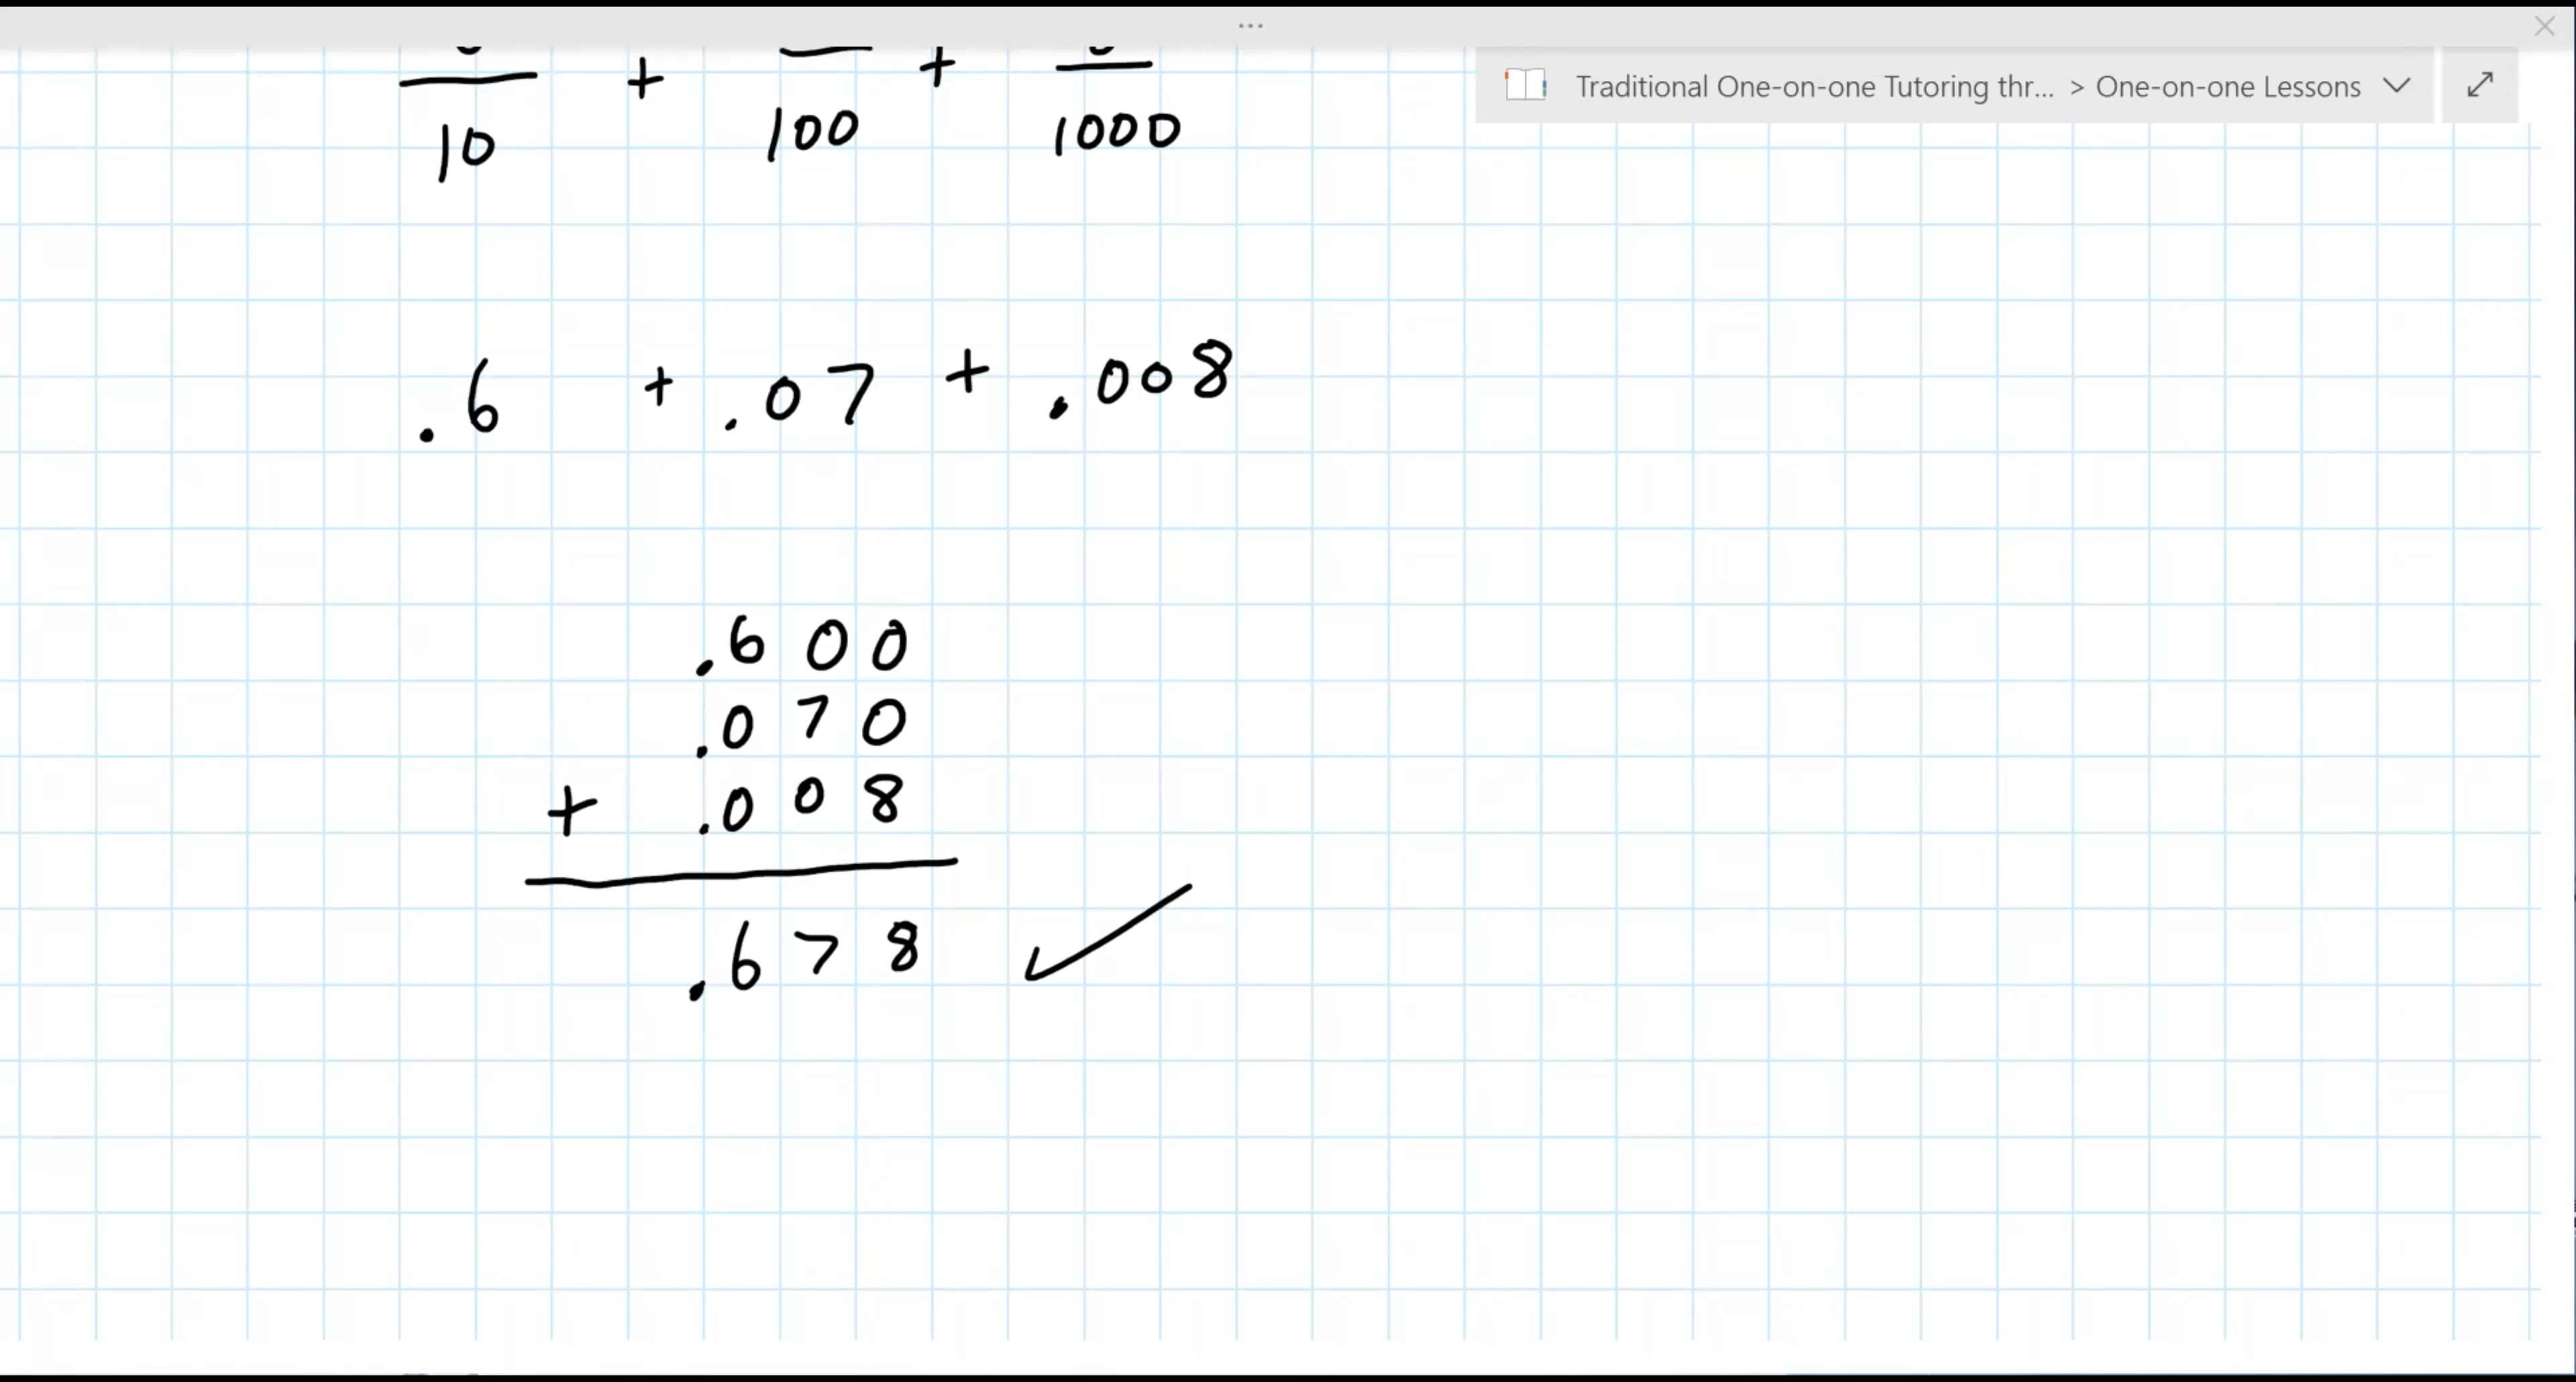 ...
Traditional One-on-one Tutoring thr... > One-on-one Lessons
+ +
10 100 1000
.6 + .07 + .008
.600
.070
+ .008
.678 ✓